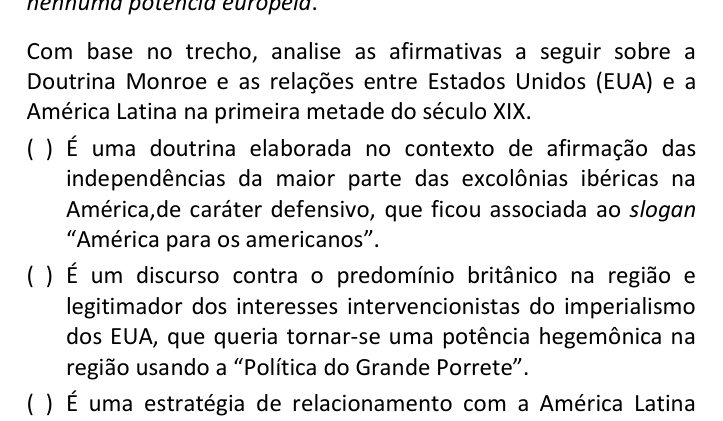 nenhuma potência europeia.
Com base no trecho, analise as afirmativas a seguir sobre a
Doutrina Monroe e as relações entre Estados Unidos (EUA) e a
América Latina na primeira metade do século XIX.
( ) É uma doutrina elaborada no contexto de afirmação das
independências da maior parte das excolônias ibéricas na
América,de caráter defensivo, que ficou associada ao slogan
“América para os americanos”.
( ) É um discurso contra o predomínio britânico na região e
legitimador dos interesses intervencionistas do imperialismo
dos EUA, que queria tornar-se uma potência hegemônica na
região usando a “Política do Grande Porrete”.
( ) É uma estratégia de relacionamento com a América Latina